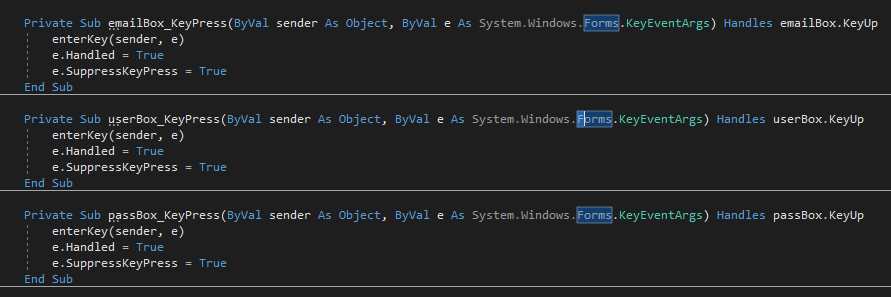 Private Sub emailBox_KeyPress(ByVal sender As Object, ByVal e As System.Windows.Forms.KeyEventArgs) Handles emailBox.KeyUp
enterKey(sender, e)
e.Handled = True
e.SuppressKeyPress = True
End Sub
Private Sub userBox_KeyPress(ByVal sender As Object, ByVal e As System.Windows.Forms.KeyEventArgs) Handles userBox.KeyUp
enterKey(sender, e)
e.Handled = True
e.SuppressKeyPress = True
End Sub
Private Sub passBox_KeyPress(ByVal sender As Object, ByVal e As System.Windows.Forms.KeyEventArgs) Handles passBox.KeyUp
enterKey(sender, e)
e.Handled = True
e.SuppressKeyPress = True
End Sub